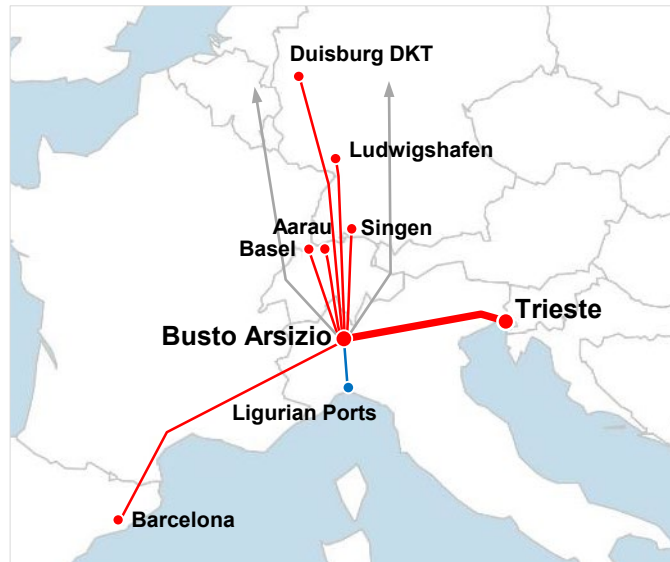 Duisburg DKT
Ludwigshafen
Aarau
Singen
Basel
Trieste
Busto Arsizio
Ligurian Ports
Barcelona